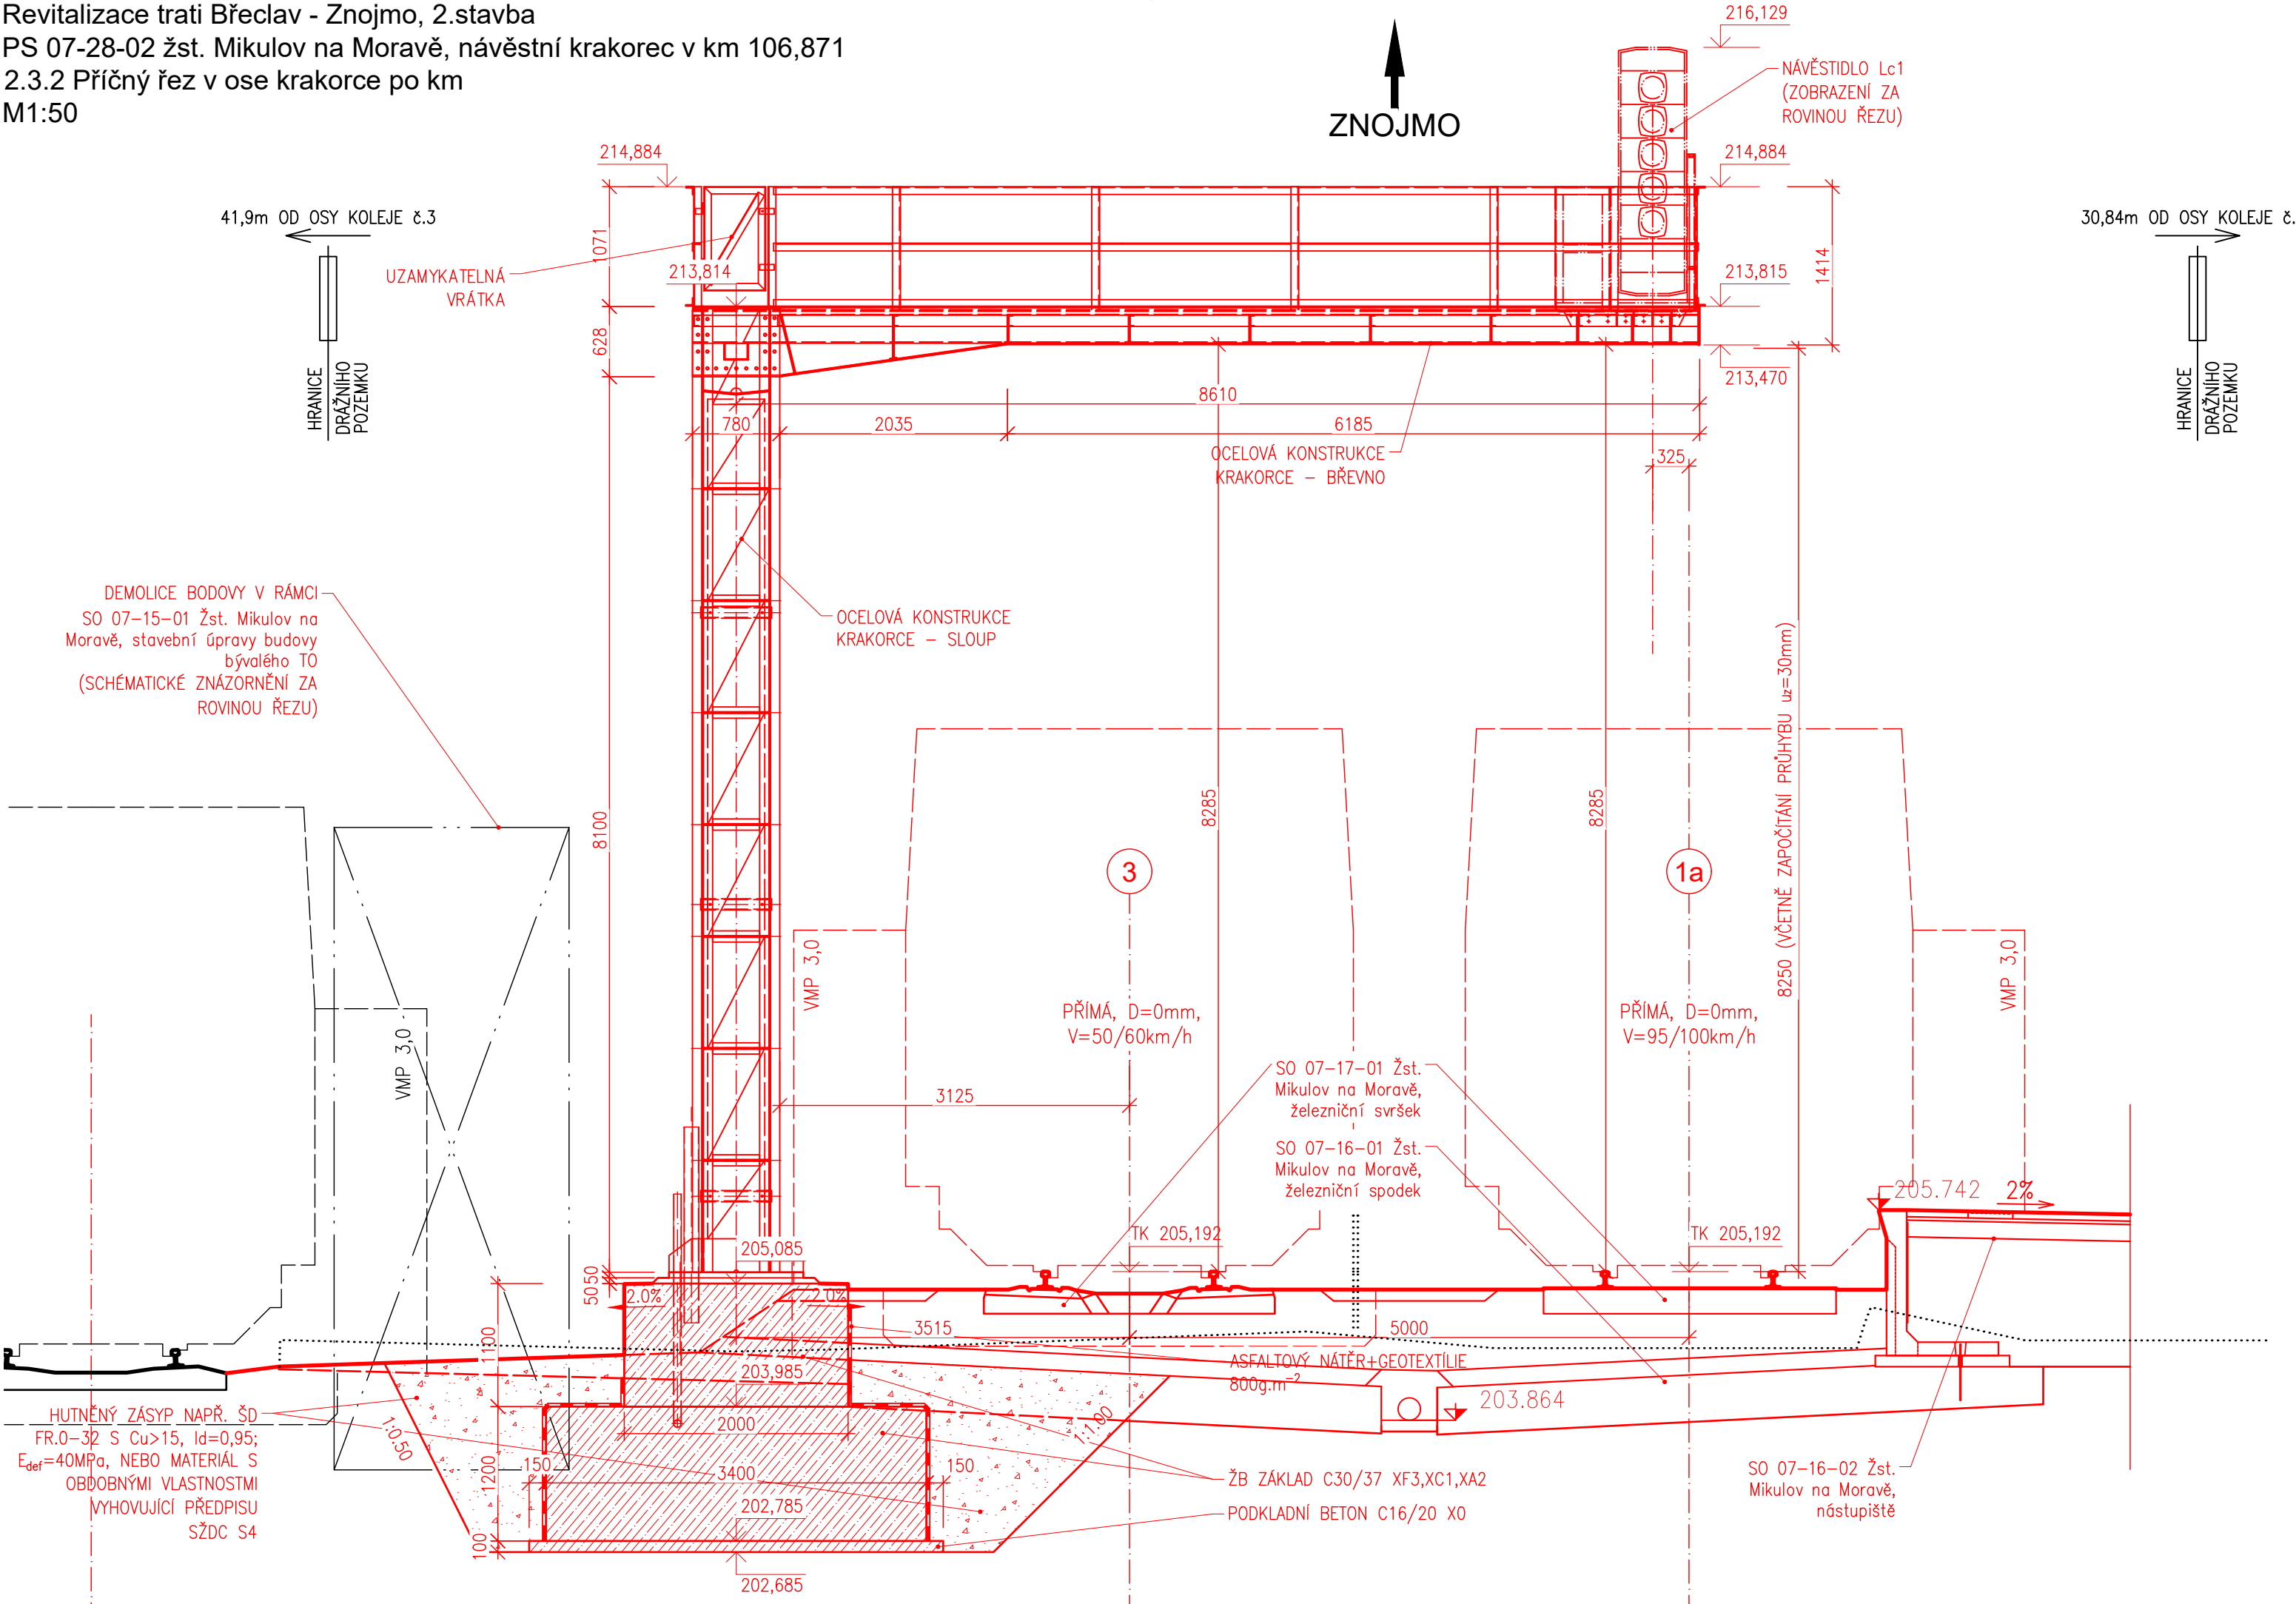 Revitalizace trati Břeclav - Znojmo, 2.stavba
PS 07-28-02 žst. Mikulov na Moravě, návěstní krakorec v km 106,871
2.3.2 Příčný řez v ose krakorce po km
M1:50
ZNOJMO
216,129
NÁVĚSTIDLO Lc1
(ZOBRAZENÍ ZA
ROVINOU ŘEZU)
214,884
214,884
41,9m OD OSY KOLEJE č.3
30,84m OD OSY KOLEJE č.
HRANICE
DRÁŽNÍHO
POZEMKU
HRANICE
DRÁŽNÍHO
POZEMKU
1071
UZAMYKATELNÁ
VRÁTKA
213,814
213,815
1414
628
213,470
8610
780
2035
6185
OCELOVÁ KONSTRUKCE
KRAKORCE – BŘEVNO
325
DEMOLICE BODOVY V RÁMCI
SO 07-15-01 Žst. Mikulov na
Moravě, stavební úpravy budovy
bývalého TO
(SCHÉMATICKÉ ZNÁZORNĚNÍ ZA
ROVINOU ŘEZU)
OCELOVÁ KONSTRUKCE
KRAKORCE – SLOUP
8100
8285
8285
8250 (VČETNĚ ZAPOČÍTÁNÍ PRŮHYBU uz=30mm)
3
1a
VMP 3,0
VMP 3,0
VMP 3,0
PŘÍMÁ, D=0mm,
V=50/60km/h
PŘÍMÁ, D=0mm,
V=95/100km/h
3125
SO 07-17-01 Žst.
Mikulov na Moravě,
železniční svršek
SO 07-16-01 Žst.
Mikulov na Moravě,
železniční spodek
205.742
2%
TK 205,192
TK 205,192
205,085
50
50
2.0%
2.0%
1100
3515
5000
203,985
ASFALTOVÝ NÁTĚR+GEOTEXTÍLIE
800g.m⁻²
203.864
HUTNĚNÝ ZÁSYP NAPŘ. ŠD
FR.0-32 S Cu>15, Id=0,95;
Edef=40MPa, NEBO MATERIÁL S
OBDOBNÝMI VLASTNOSTMI
VYHOVUJÍCÍ PŘEDPISU
SŽDC S4
1:0.50
1:1.00
2000
1200
150
3400
150
ŽB ZÁKLAD C30/37 XF3,XC1,XA2
202,785
PODKLADNÍ BETON C16/20 X0
100
202,685
SO 07-16-02 Žst.
Mikulov na Moravě,
nástupiště